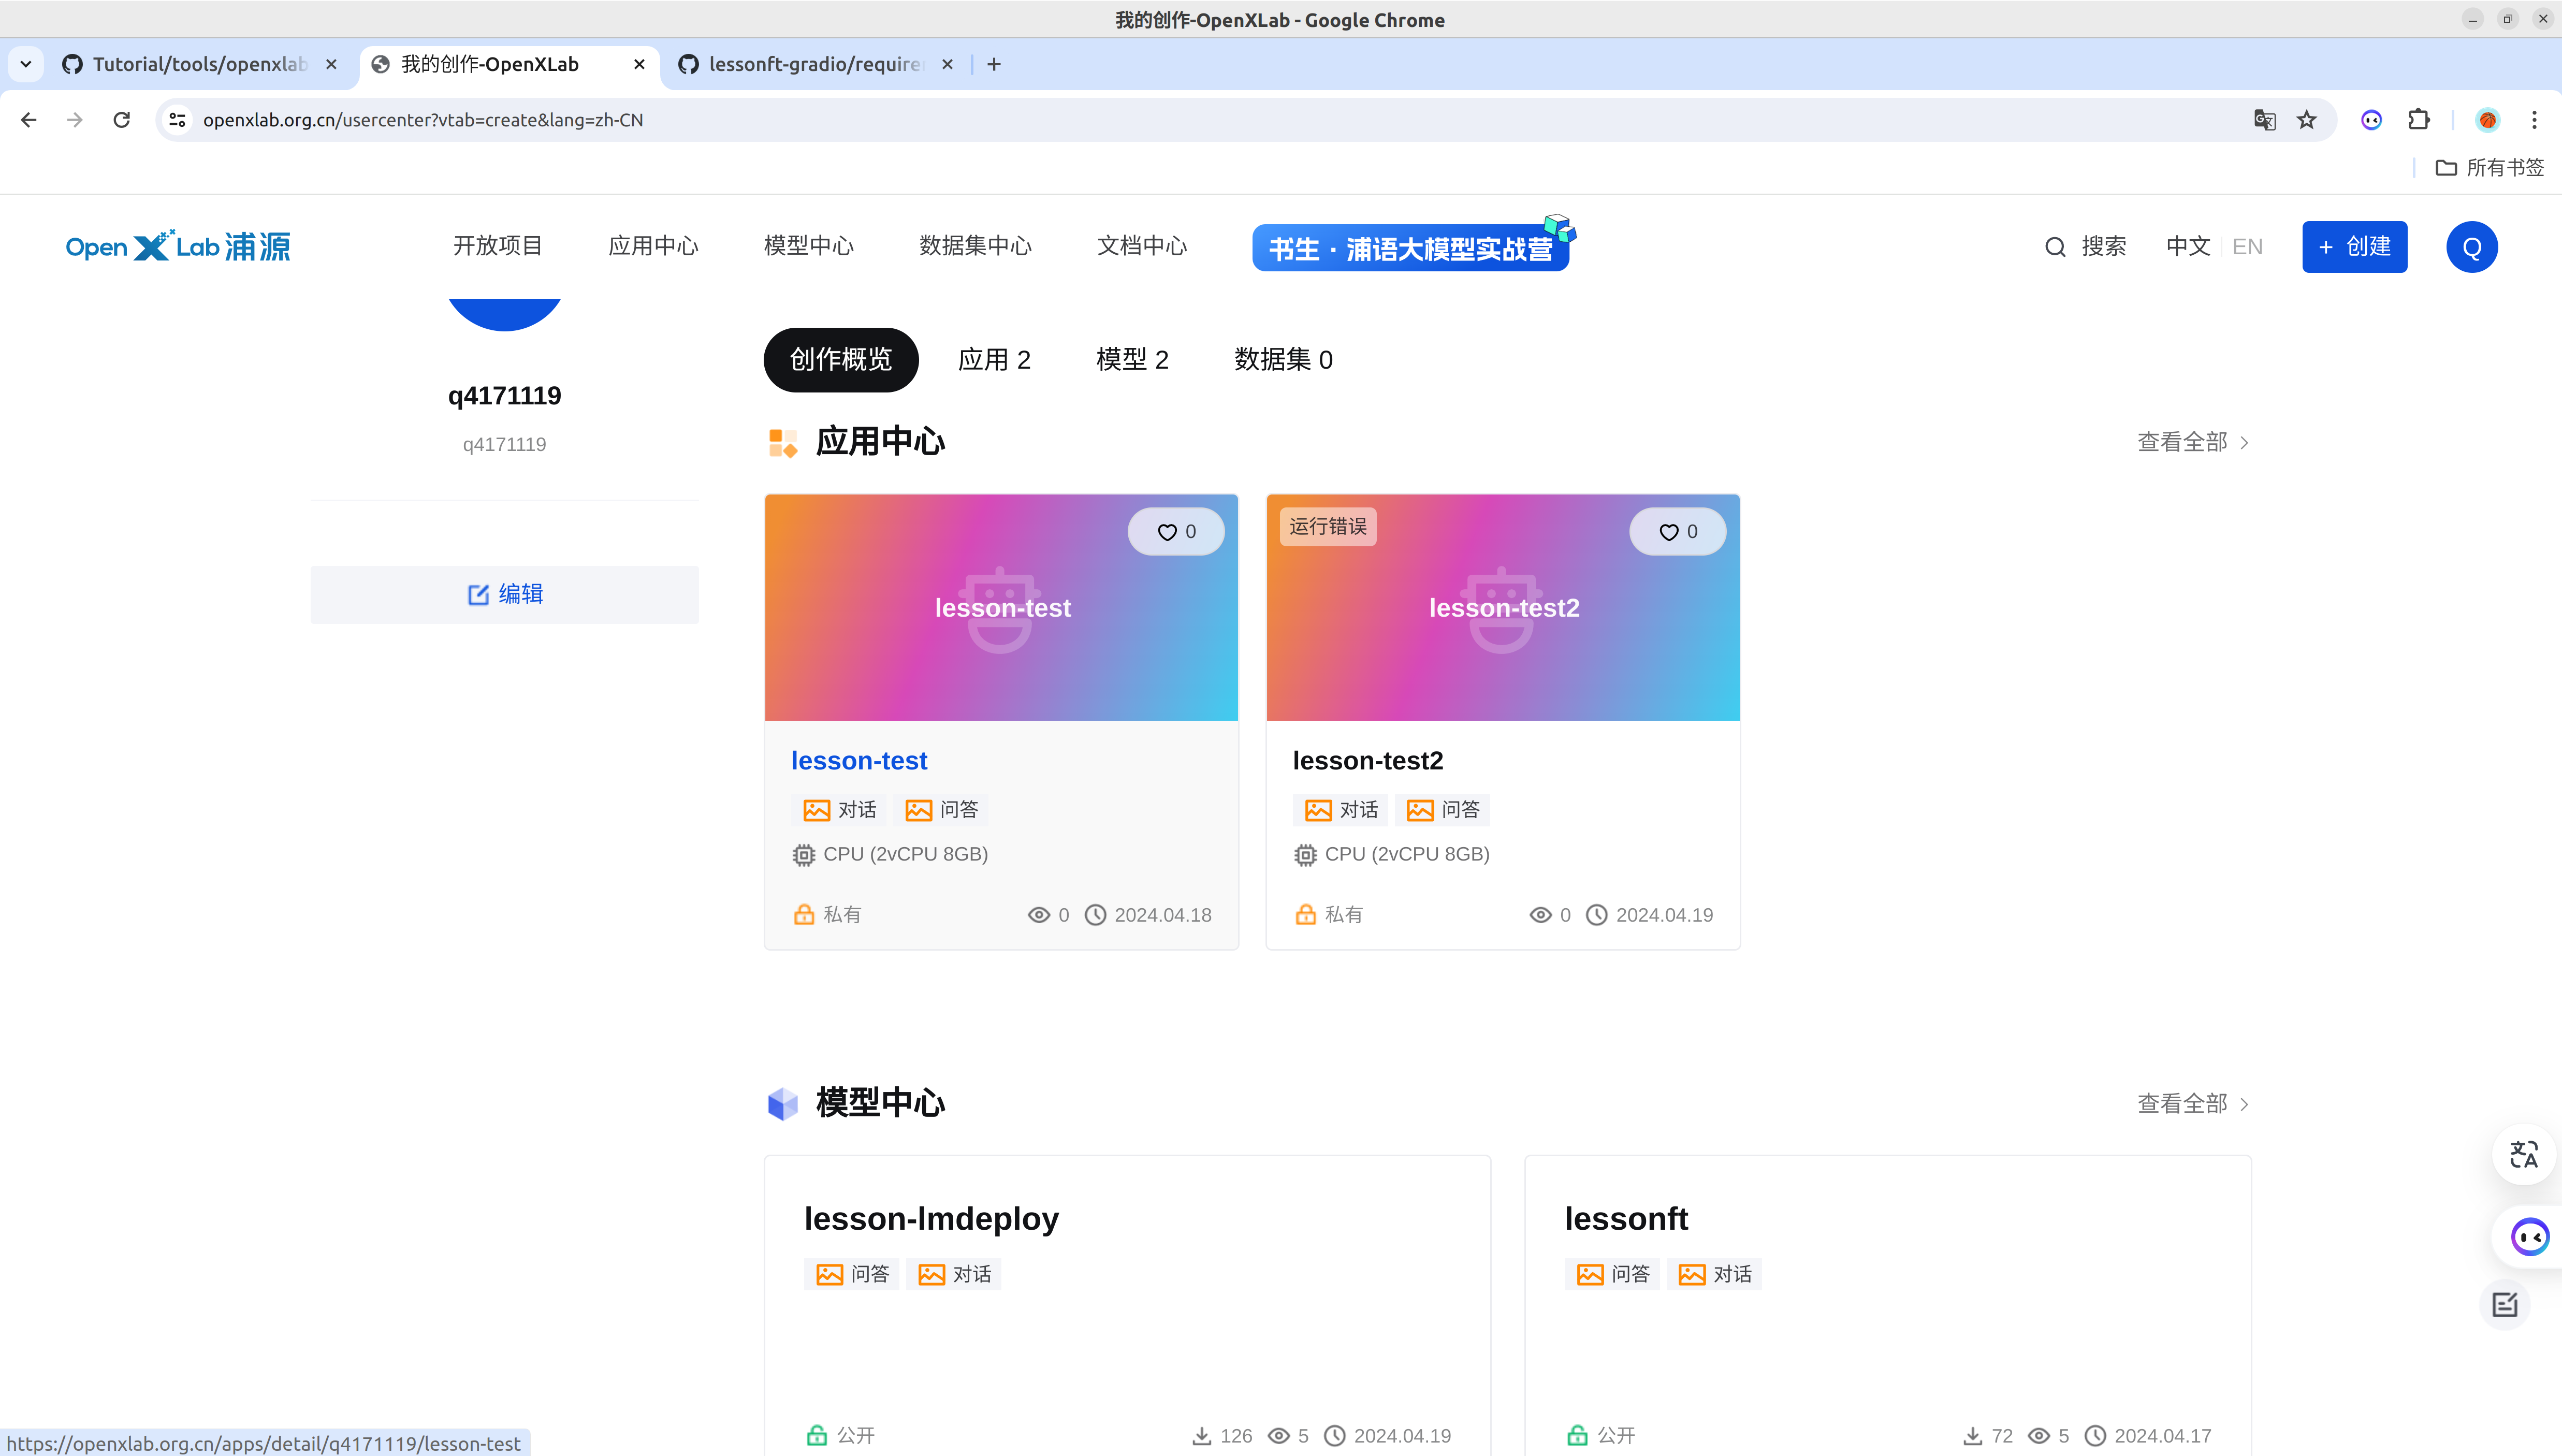 我的创作-OpenXLab - Google Chrome
Tutorial/tools/openxlab
我的创作-OpenXLab
lessonft-gradio/require
openxlab.org.cn/usercenter?vtab=create&lang=zh-CN
所有书签
Open X Lab 浦源
开放项目
应用中心
模型中心
数据集中心
文档中心
书生·浦语大模型实战营
搜索
中文
EN
+ 创建
Q
q4171119
q4171119
编辑
创作概览
应用 2
模型 2
数据集 0
应用中心
查看全部
0
lesson-test
lesson-test
对话 问答
CPU (2vCPU 8GB)
私有
0
2024.04.18
运行错误
0
lesson-test2
lesson-test2
对话 问答
CPU (2vCPU 8GB)
私有
0
2024.04.19
模型中心
查看全部
lesson-lmdeploy
问答 对话
公开
126
5
2024.04.19
lessonft
问答 对话
公开
72
5
2024.04.17
https://openxlab.org.cn/apps/detail/q4171119/lesson-test